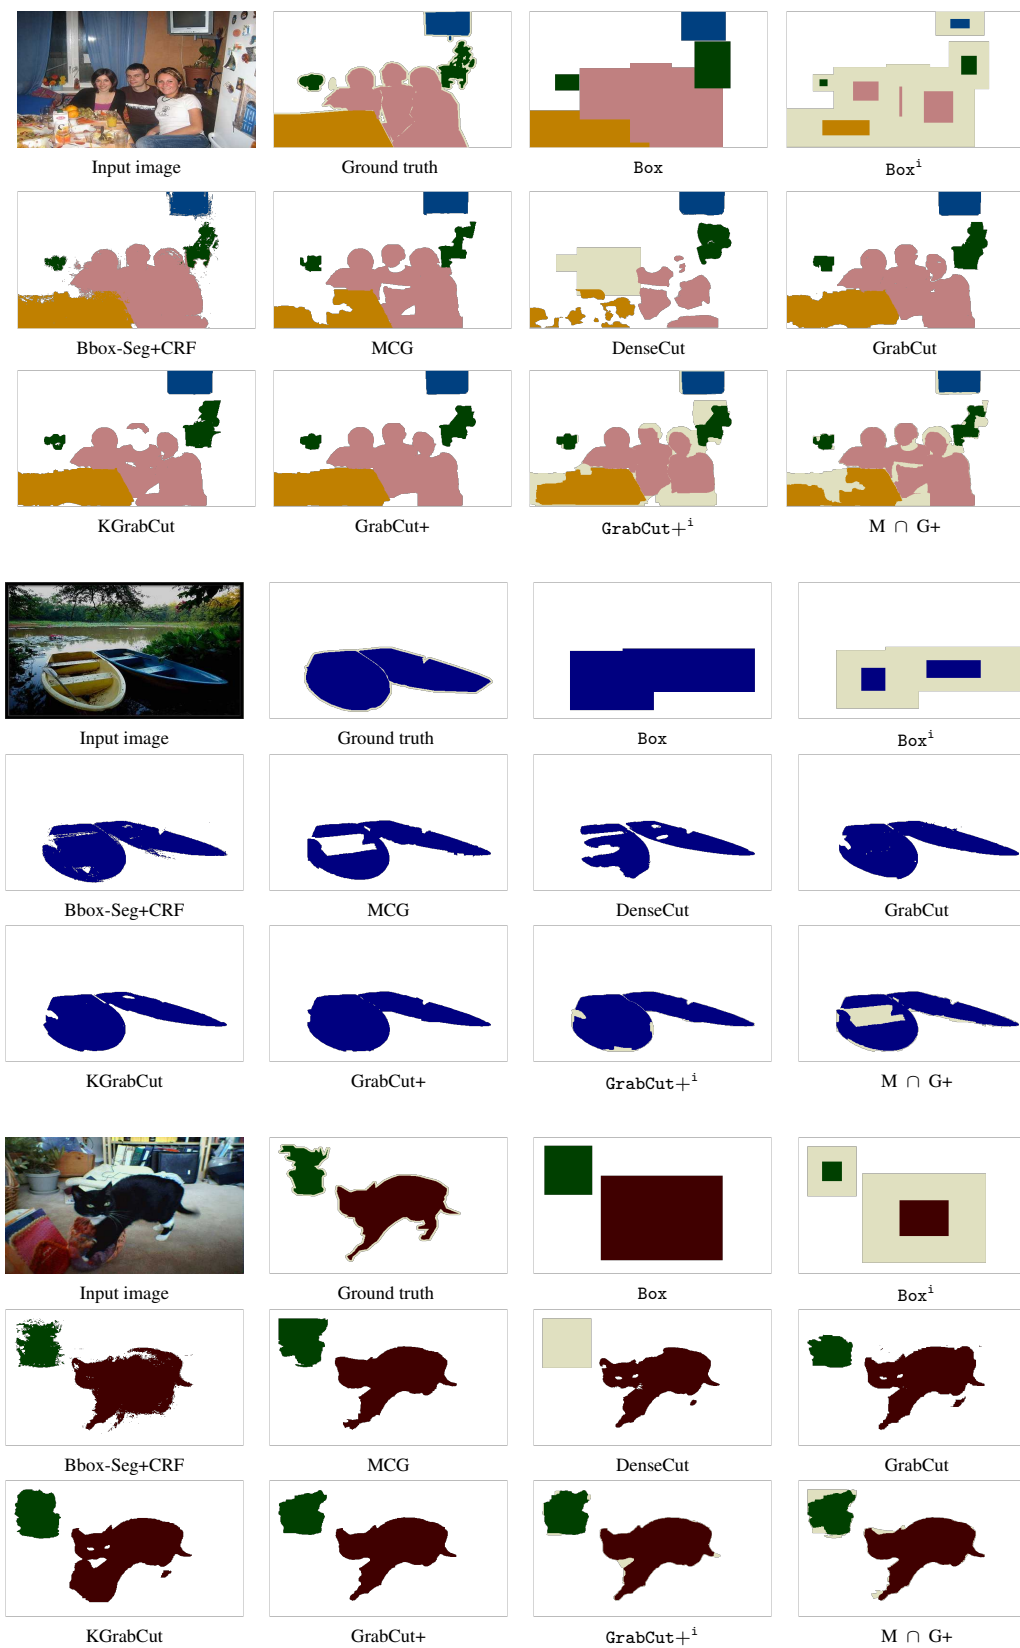 Input image Ground truth Box Boxⁱ
Bbox-Seg+CRF MCG DenseCut GrabCut
KGrabCut GrabCut+ GrabCut+ⁱ M ∩ G+
Input image Ground truth Box Boxⁱ
Bbox-Seg+CRF MCG DenseCut GrabCut
KGrabCut GrabCut+ GrabCut+ⁱ M ∩ G+
Input image Ground truth Box Boxⁱ
Bbox-Seg+CRF MCG DenseCut GrabCut
KGrabCut GrabCut+ GrabCut+ⁱ M ∩ G+